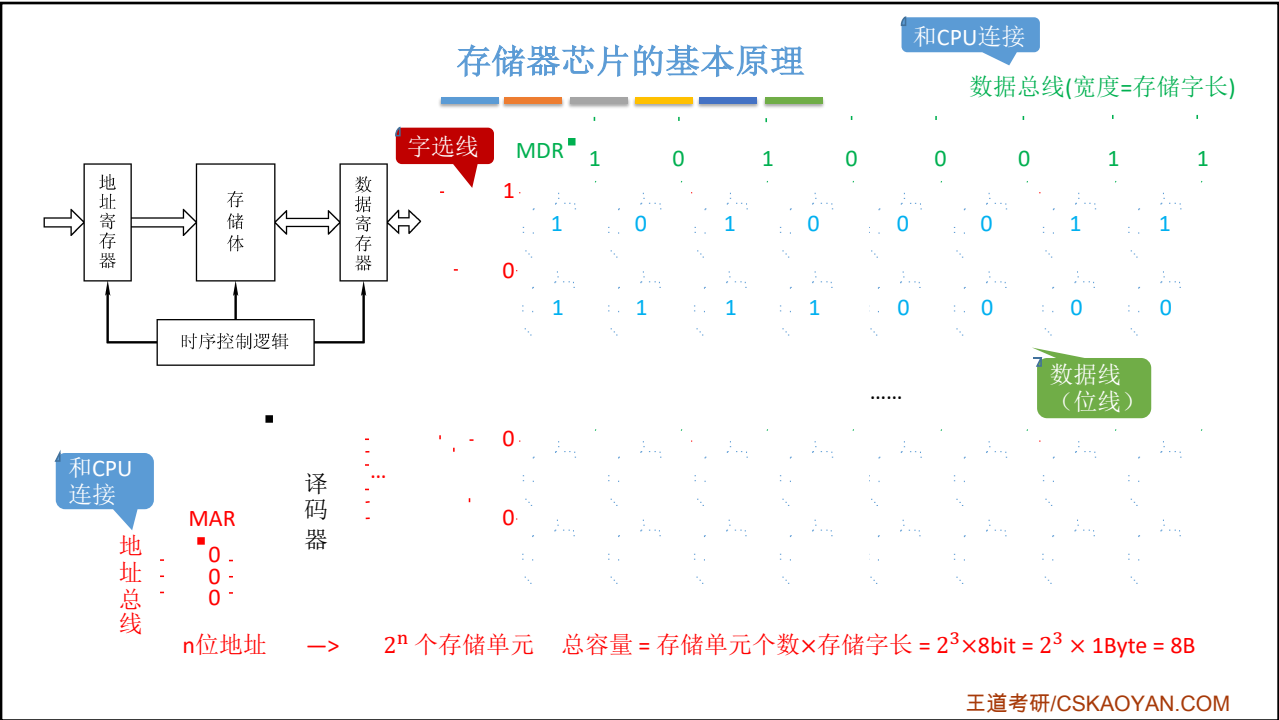 和CPU连接
存储器芯片的基本原理
数据总线(宽度=存储字长)
字选线
MDR
1 0 1 0 0 0 1 1
地址寄存器
存储体
数据寄存器
时序控制逻辑
1
1 0 1 0 0 0 1 1
0
1 1 1 1 0 0 0 0
数据线
（位线）
……
0
...
0
和CPU
连接
译码器
MAR
地址总线
0
0
0
n位地址 —> 2ⁿ 个存储单元 总容量 = 存储单元个数×存储字长 = 2³×8bit = 2³ × 1Byte = 8B
王道考研/CSKAOYAN.COM